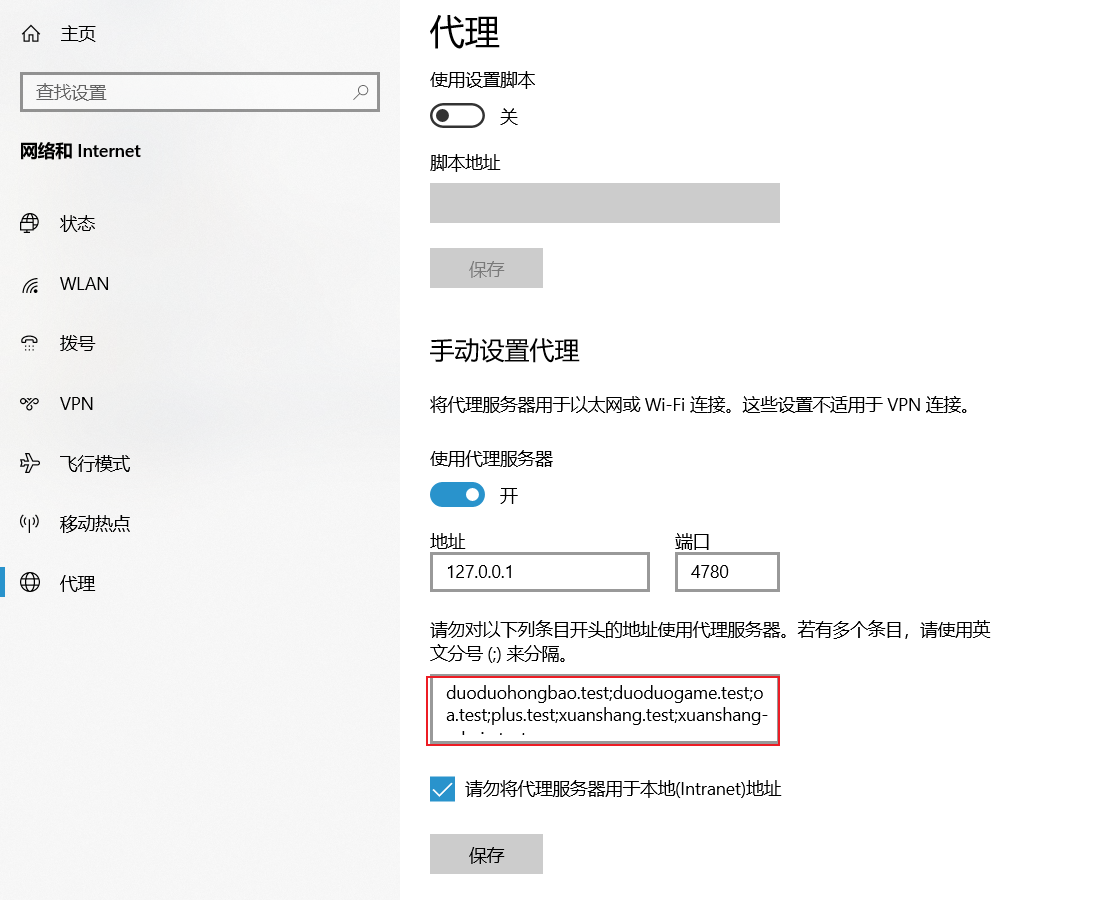 主页
查找设置
网络和 Internet
状态
WLAN
拨号
VPN
飞行模式
移动热点
代理
代理
使用设置脚本
关
脚本地址
保存
手动设置代理
将代理服务器用于以太网或 Wi-Fi 连接。这些设置不适用于 VPN 连接。
使用代理服务器
开
地址
端口
127.0.0.1
4780
请勿对以下列条目开头的地址使用代理服务器。若有多个条目，请使用英
文分号 (;) 来分隔。
duoduohongbao.test;duoduogame.test;o
a.test;plus.test;xuanshang.test;xuanshang-
请勿将代理服务器用于本地(Intranet)地址
保存